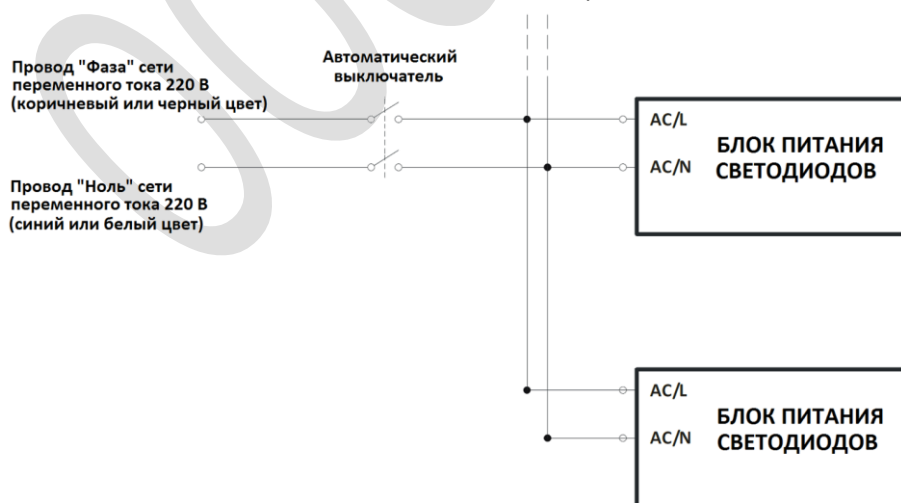 Автоматический
выключатель
Провод "Фаза" сети
переменного тока 220 В
(коричневый или черный цвет)
AC/L
AC/N
БЛОК ПИТАНИЯ
СВЕТОДИОДОВ
Провод "Ноль" сети
переменного тока 220 В
(синий или белый цвет)
AC/L
AC/N
БЛОК ПИТАНИЯ
СВЕТОДИОДОВ